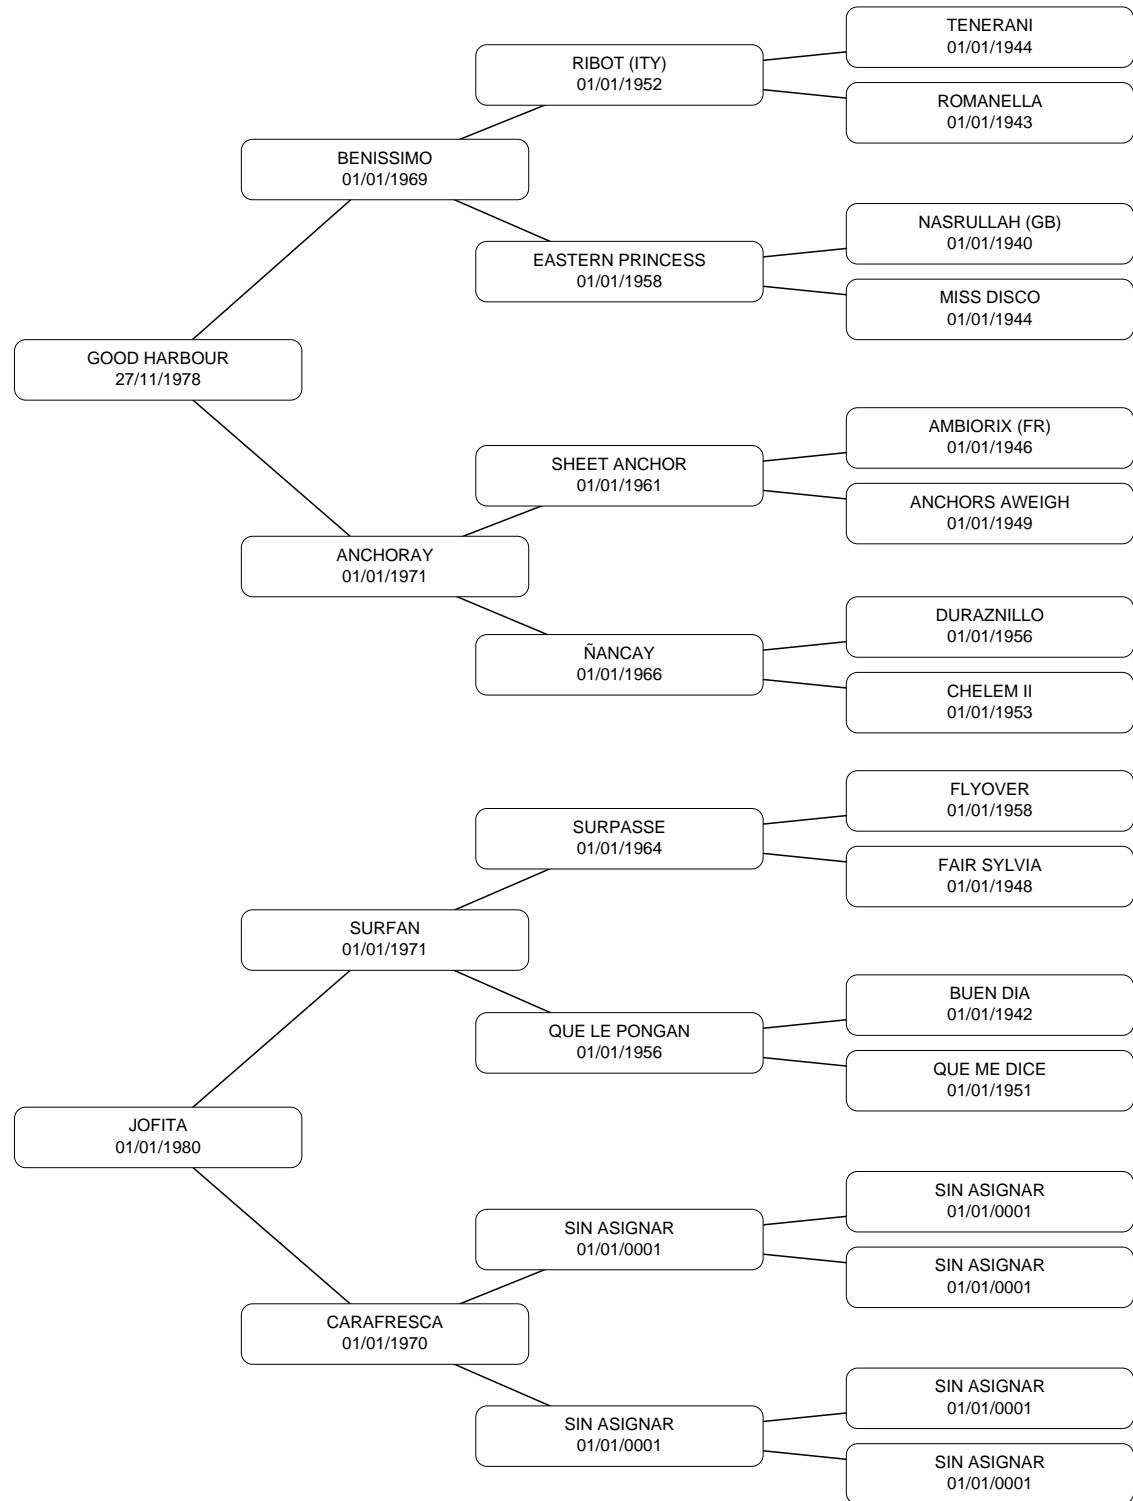 TENERANI
01/01/1944
RIBOT (ITY)
01/01/1952
ROMANELLA
01/01/1943
BENISSIMO
01/01/1969
NASRULLAH (GB)
01/01/1940
EASTERN PRINCESS
01/01/1958
MISS DISCO
01/01/1944
GOOD HARBOUR
27/11/1978
AMBIORIX (FR)
01/01/1946
SHEET ANCHOR
01/01/1961
ANCHORS AWEIGH
01/01/1949
ANCHORAY
01/01/1971
DURAZNILLO
01/01/1956
ÑANCAY
01/01/1966
CHELEM II
01/01/1953
FLYOVER
01/01/1958
SURPASSE
01/01/1964
FAIR SYLVIA
01/01/1948
SURFAN
01/01/1971
BUEN DIA
01/01/1942
QUE LE PONGAN
01/01/1956
QUE ME DICE
01/01/1951
JOFITA
01/01/1980
SIN ASIGNAR
01/01/0001
SIN ASIGNAR
01/01/0001
SIN ASIGNAR
01/01/0001
CARAFRESCA
01/01/1970
SIN ASIGNAR
01/01/0001
SIN ASIGNAR
01/01/0001
SIN ASIGNAR
01/01/0001